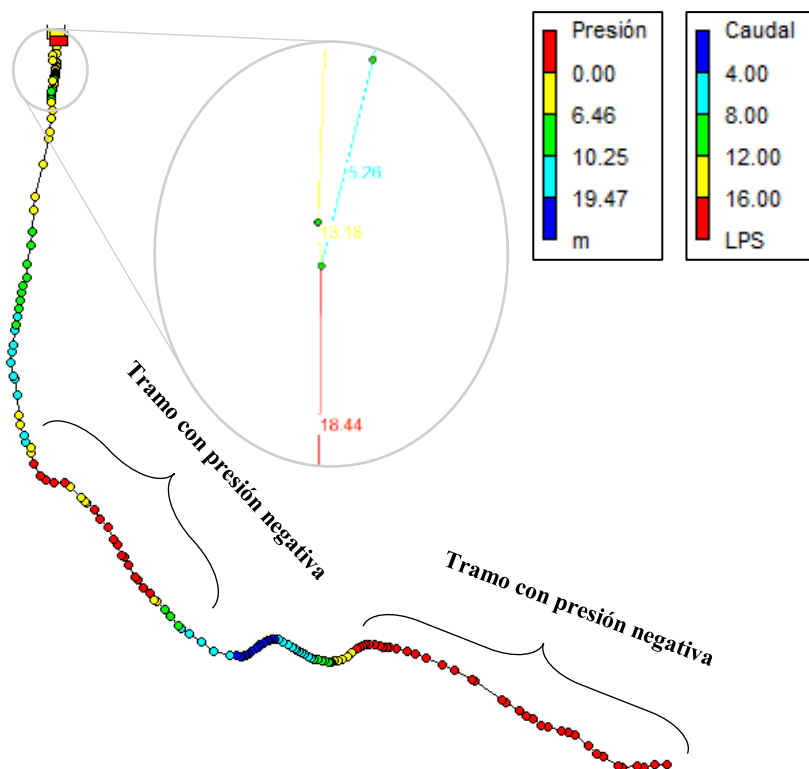 Presión
0.00
6.46
10.25
19.47
m
Caudal
4.00
8.00
12.00
16.00
LPS
5.26
13.18
18.44
Tramo con presión negativa
Tramo con presión negativa